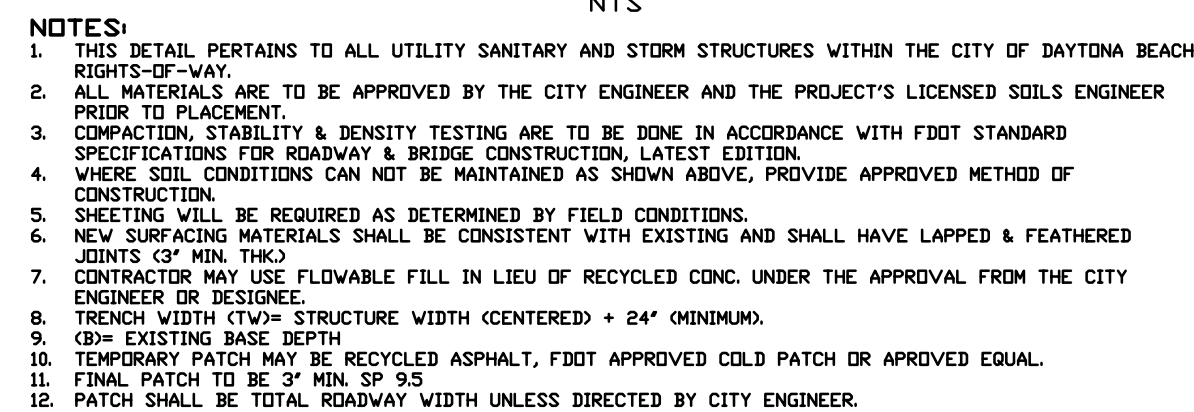 NTS
NOTES:
1. THIS DETAIL PERTAINS TO ALL UTILITY SANITARY AND STORM STRUCTURES WITHIN THE CITY OF DAYTONA BEACH
RIGHTS-OF-WAY.
2. ALL MATERIALS ARE TO BE APPROVED BY THE CITY ENGINEER AND THE PROJECT'S LICENSED SOILS ENGINEER
PRIOR TO PLACEMENT.
3. COMPACTION, STABILITY & DENSITY TESTING ARE TO BE DONE IN ACCORDANCE WITH FDOT STANDARD
SPECIFICATIONS FOR ROADWAY & BRIDGE CONSTRUCTION, LATEST EDITION.
4. WHERE SOIL CONDITIONS CAN NOT BE MAINTAINED AS SHOWN ABOVE, PROVIDE APPROVED METHOD OF
CONSTRUCTION.
5. SHEETING WILL BE REQUIRED AS DETERMINED BY FIELD CONDITIONS.
6. NEW SURFACING MATERIALS SHALL BE CONSISTENT WITH EXISTING AND SHALL HAVE LAPPED & FEATHERED
JOINTS (3" MIN. THK.)
7. CONTRACTOR MAY USE FLOWABLE FILL IN LIEU OF RECYCLED CONC. UNDER THE APPROVAL FROM THE CITY
ENGINEER OR DESIGNEE.
8. TRENCH WIDTH (TW)= STRUCTURE WIDTH (CENTERED) + 24" (MINIMUM).
9. (B)= EXISTING BASE DEPTH
10. TEMPORARY PATCH MAY BE RECYCLED ASPHALT, FDOT APPROVED COLD PATCH OR APROVED EQUAL.
11. FINAL PATCH TO BE 3" MIN. SP 9.5
12. PATCH SHALL BE TOTAL ROADWAY WIDTH UNLESS DIRECTED BY CITY ENGINEER.